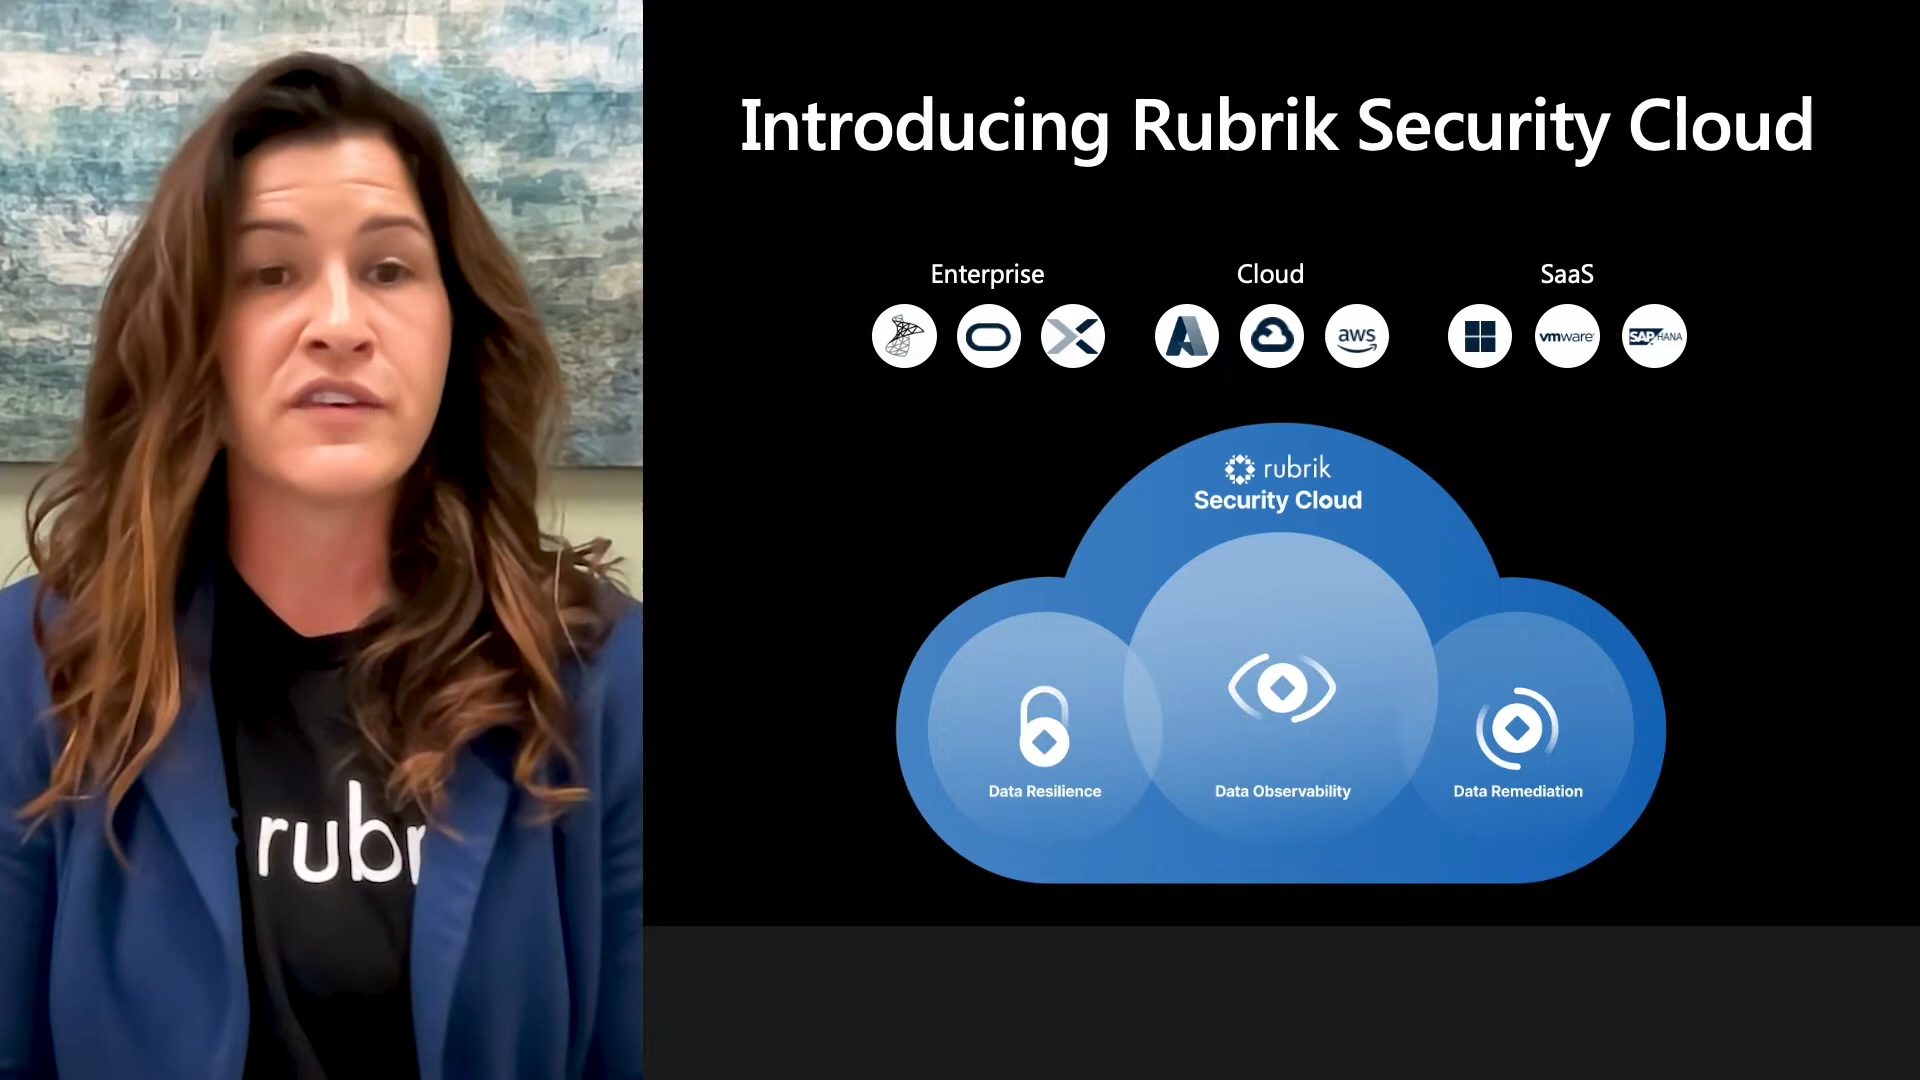 Introducing Rubrik Security Cloud
Enterprise
Cloud
SaaS
aws
vmware
SAP HANA
rubrik
Security Cloud
Data Resilience
Data Observability
Data Remediation
rubr